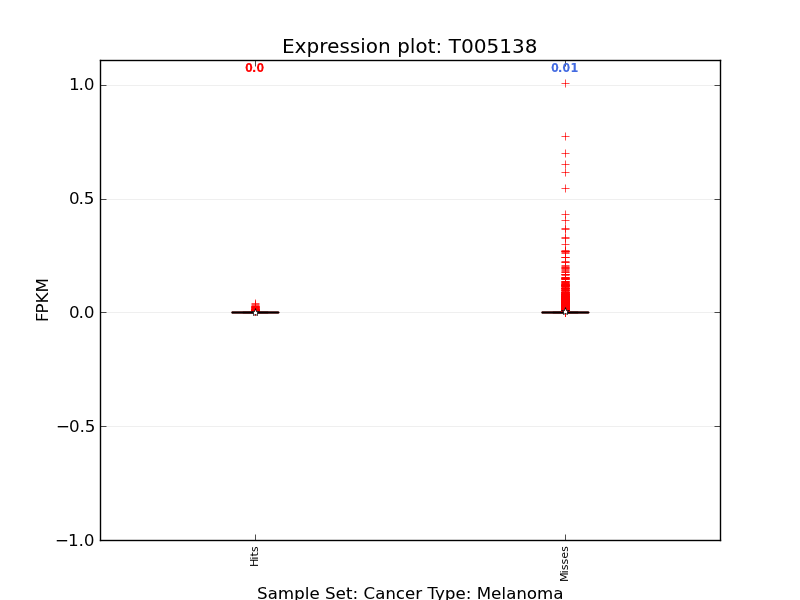 Expression plot: T005138
0.0
0.01
1.0
0.5
0.0
−0.5
−1.0
FPKM
Hits
Misses
Sample Set: Cancer Type: Melanoma